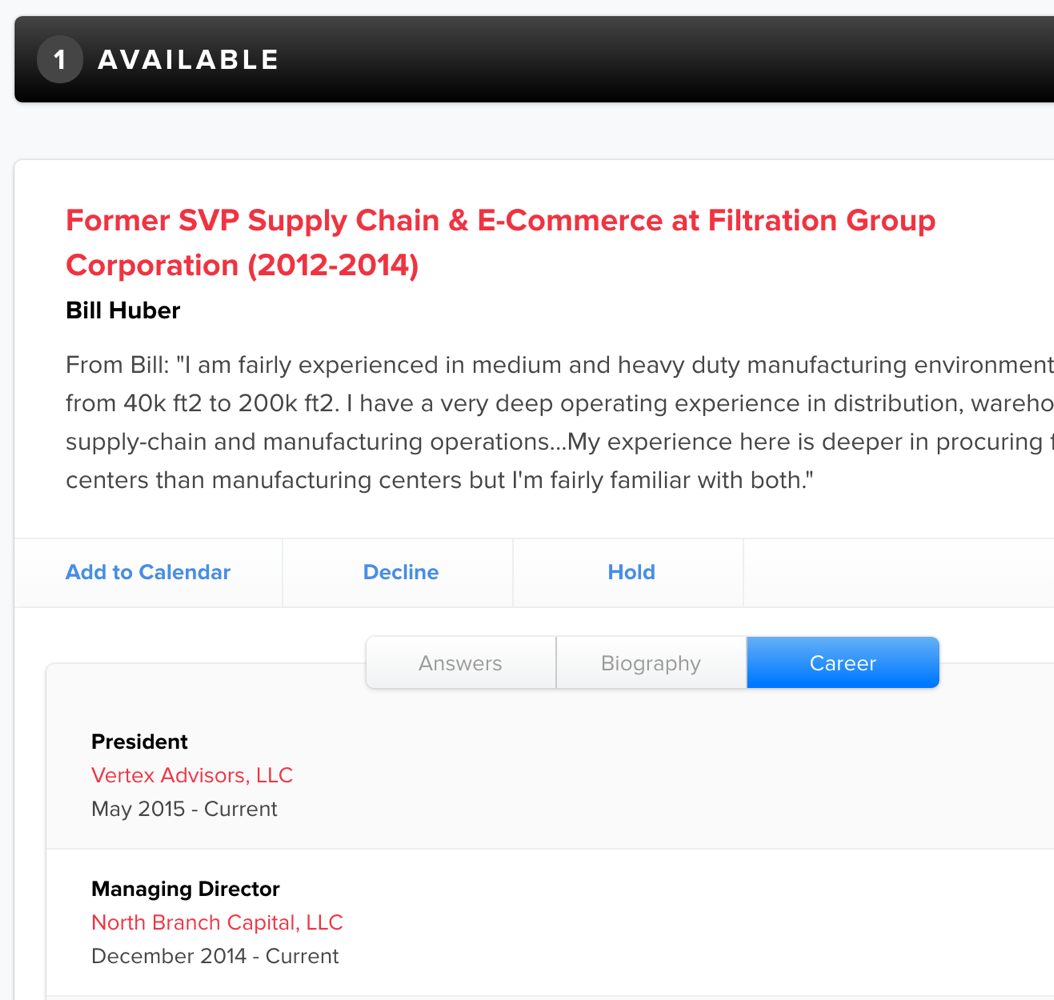 1 AVAILABLE
Former SVP Supply Chain & E-Commerce at Filtration Group
Corporation (2012-2014)
Bill Huber
From Bill: "I am fairly experienced in medium and heavy duty manufacturing environment
from 40k ft2 to 200k ft2. I have a very deep operating experience in distribution,
supply-chain and manufacturing operations...My experience here is deeper in procuring
centers than manufacturing centers but I'm fairly familiar with both."
Add to Calendar Decline Hold
Answers Biography Career
President
Vertex Advisors, LLC
May 2015 - Current
Managing Director
North Branch Capital, LLC
December 2014 - Current